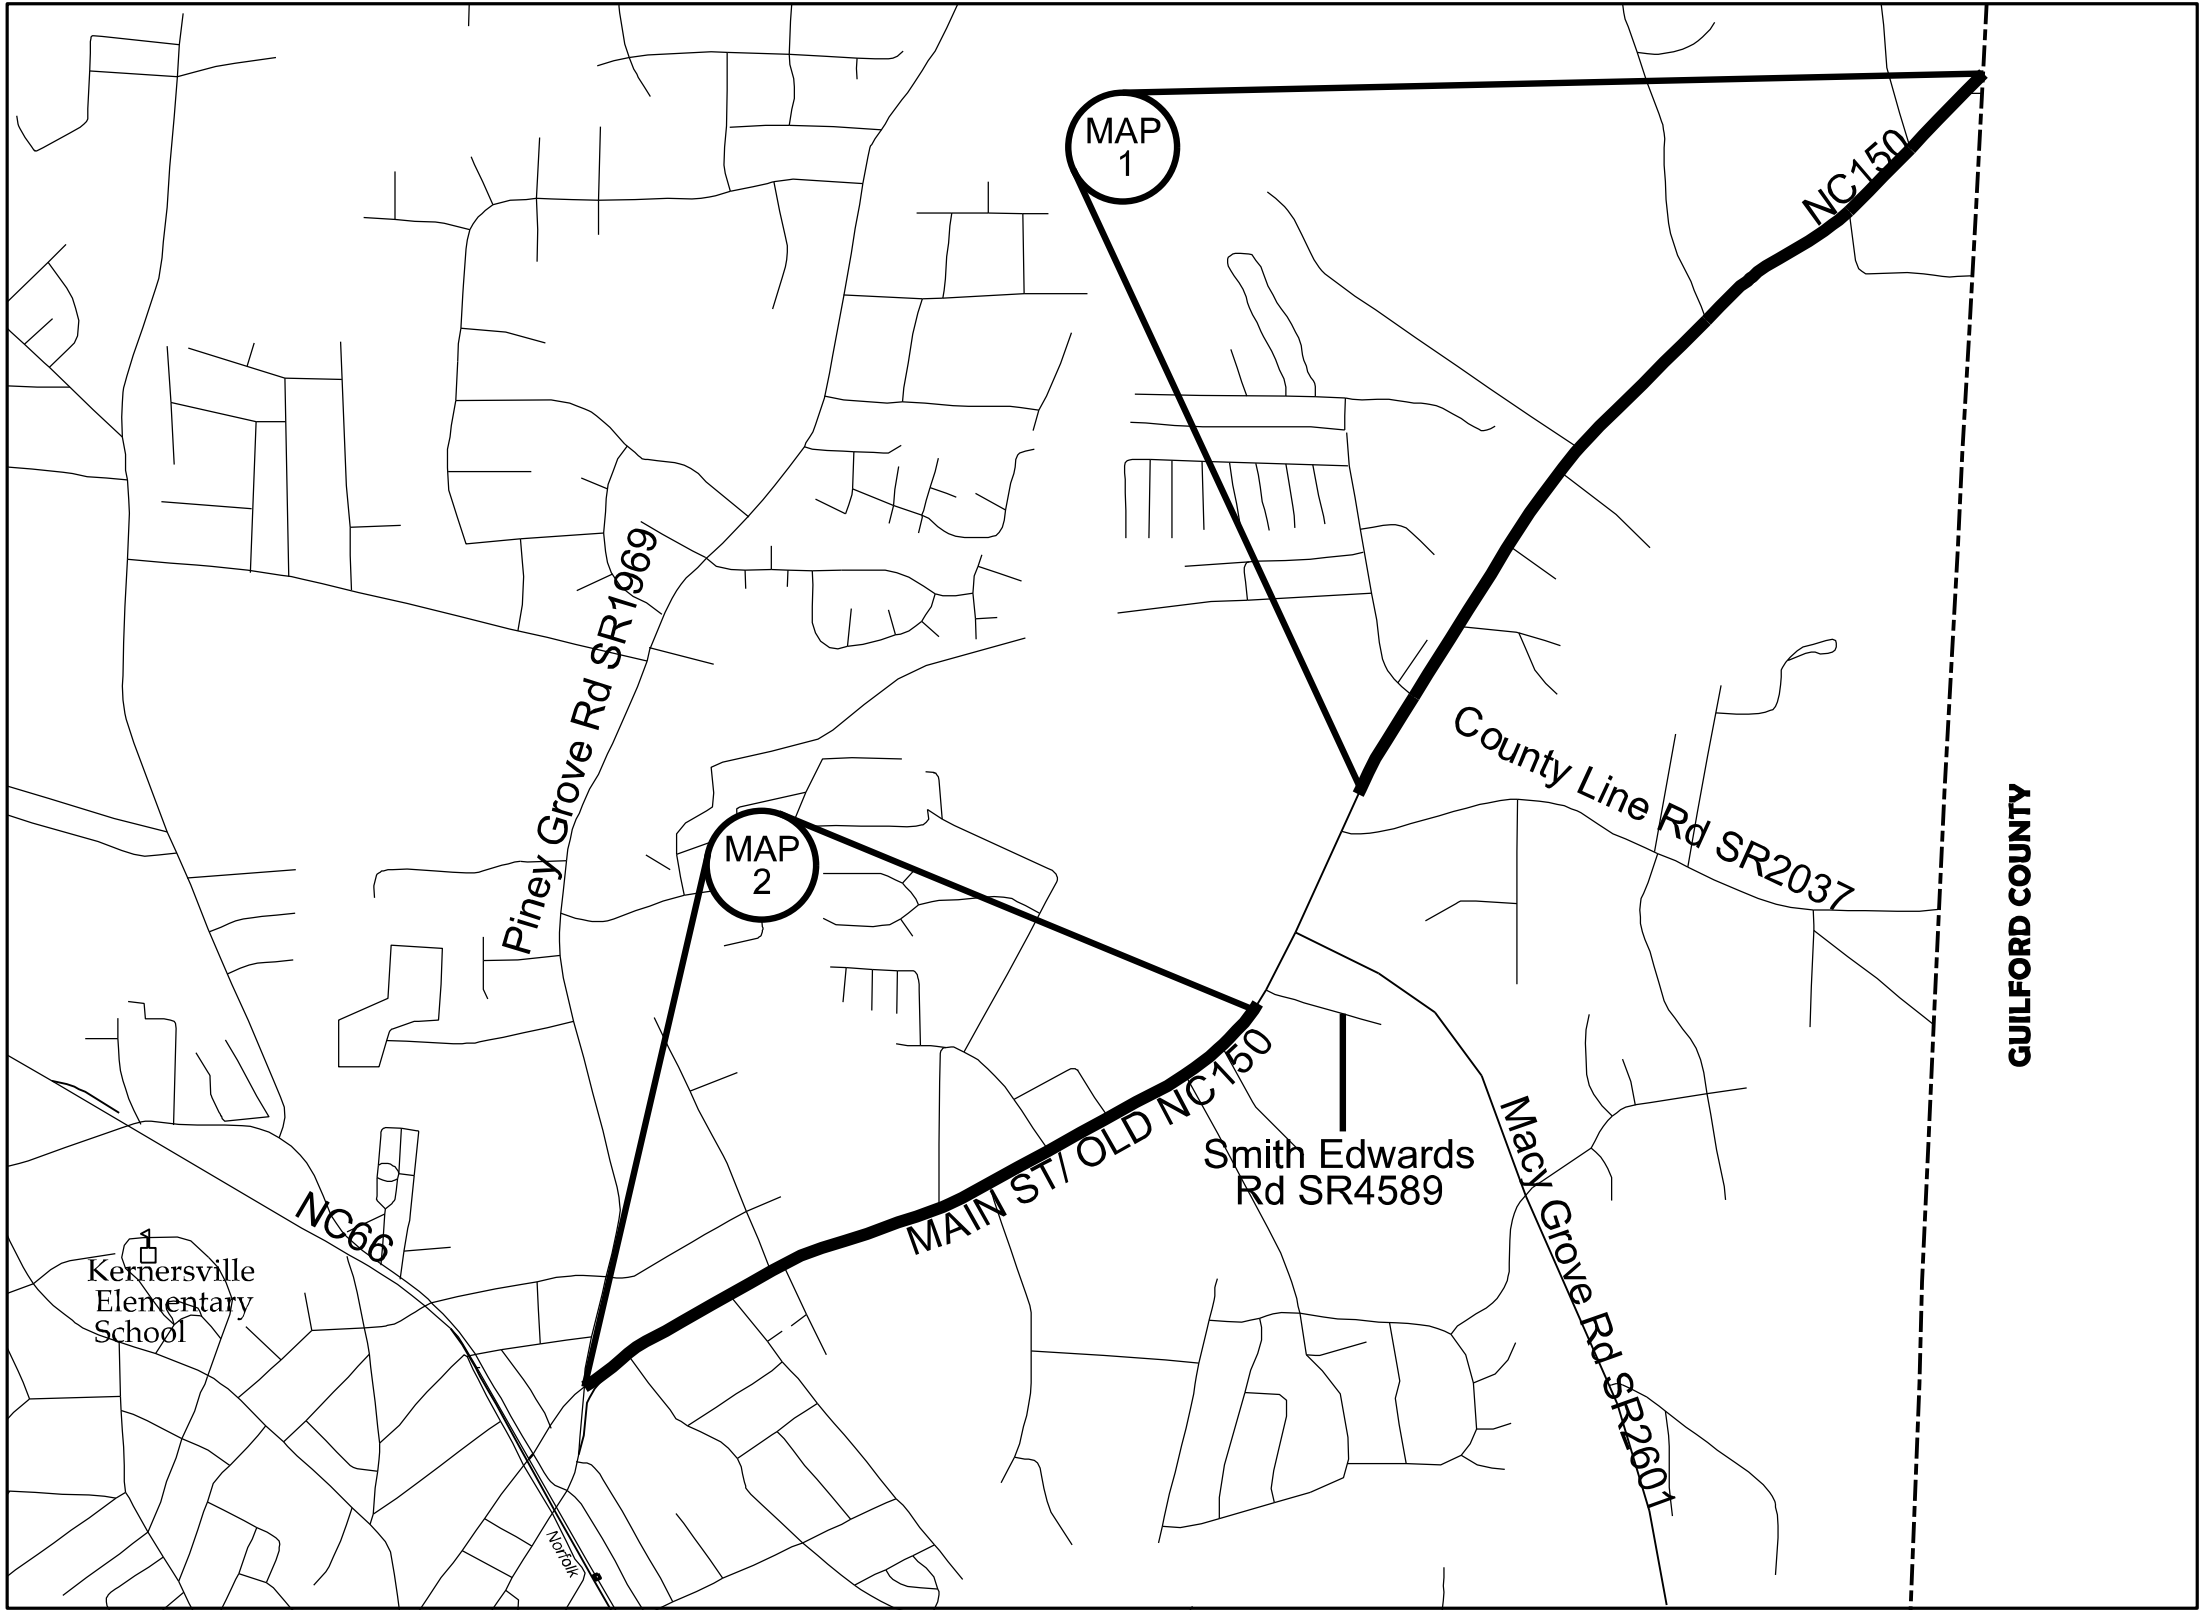 MAP
1
NC150
Piney Grove Rd SR1969
County Line Rd SR2037
GUILFORD COUNTY
MAP
2
MAIN ST/ OLD NC150
Smith Edwards
Rd SR4589
Macy Grove Rd SR2601
NC66
Kernersville
Elementary
School
Norfolk